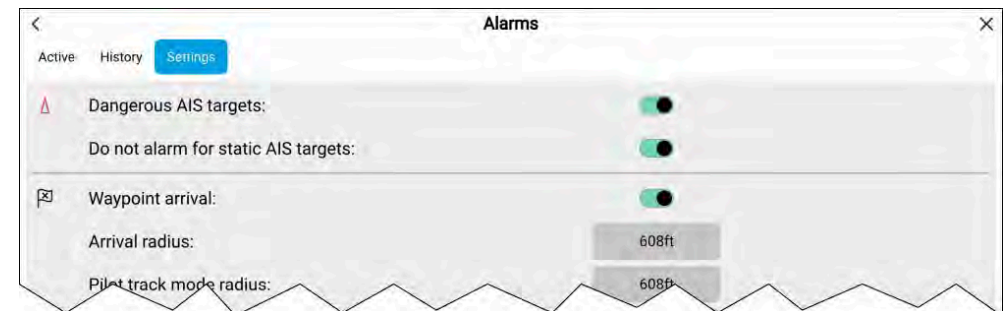 Alarms
Active History Settings
Dangerous AIS targets:
Do not alarm for static AIS targets:
Waypoint arrival:
Arrival radius: 608ft
Pilot track mode radius: 608ft